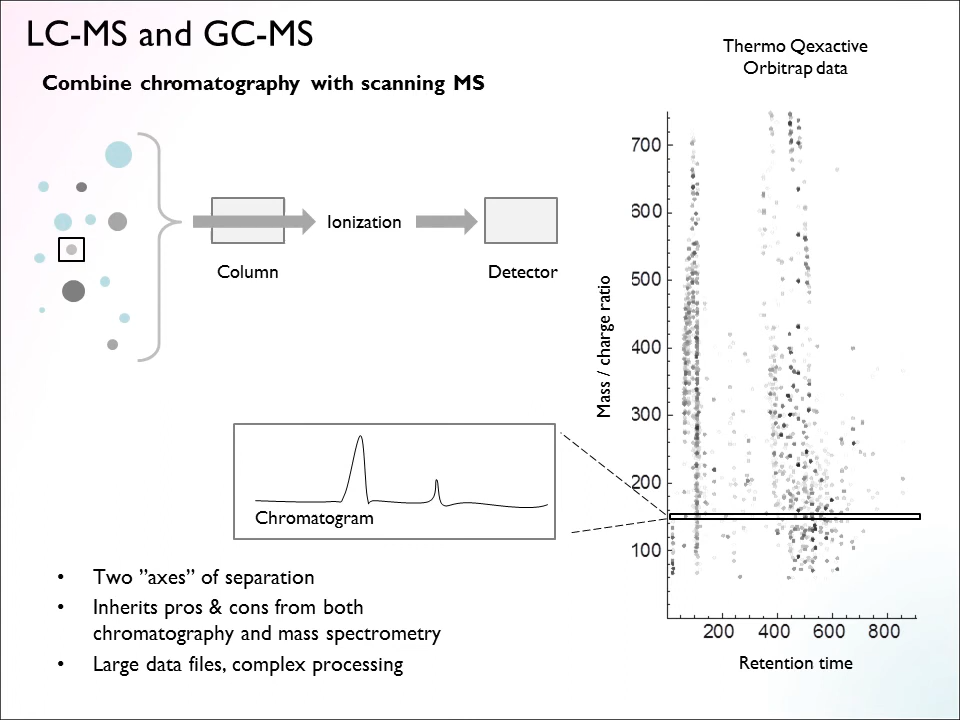 LC-MS and GC-MS
Combine chromatography with scanning MS
Thermo Qexactive
Orbitrap data
Ionization
Column
Detector
Chromatogram
Mass / charge ratio
700
600
500
400
300
200
100
200 400 600 800
Retention time
• Two ”axes” of separation
• Inherits pros & cons from both
chromatography and mass spectrometry
• Large data files, complex processing